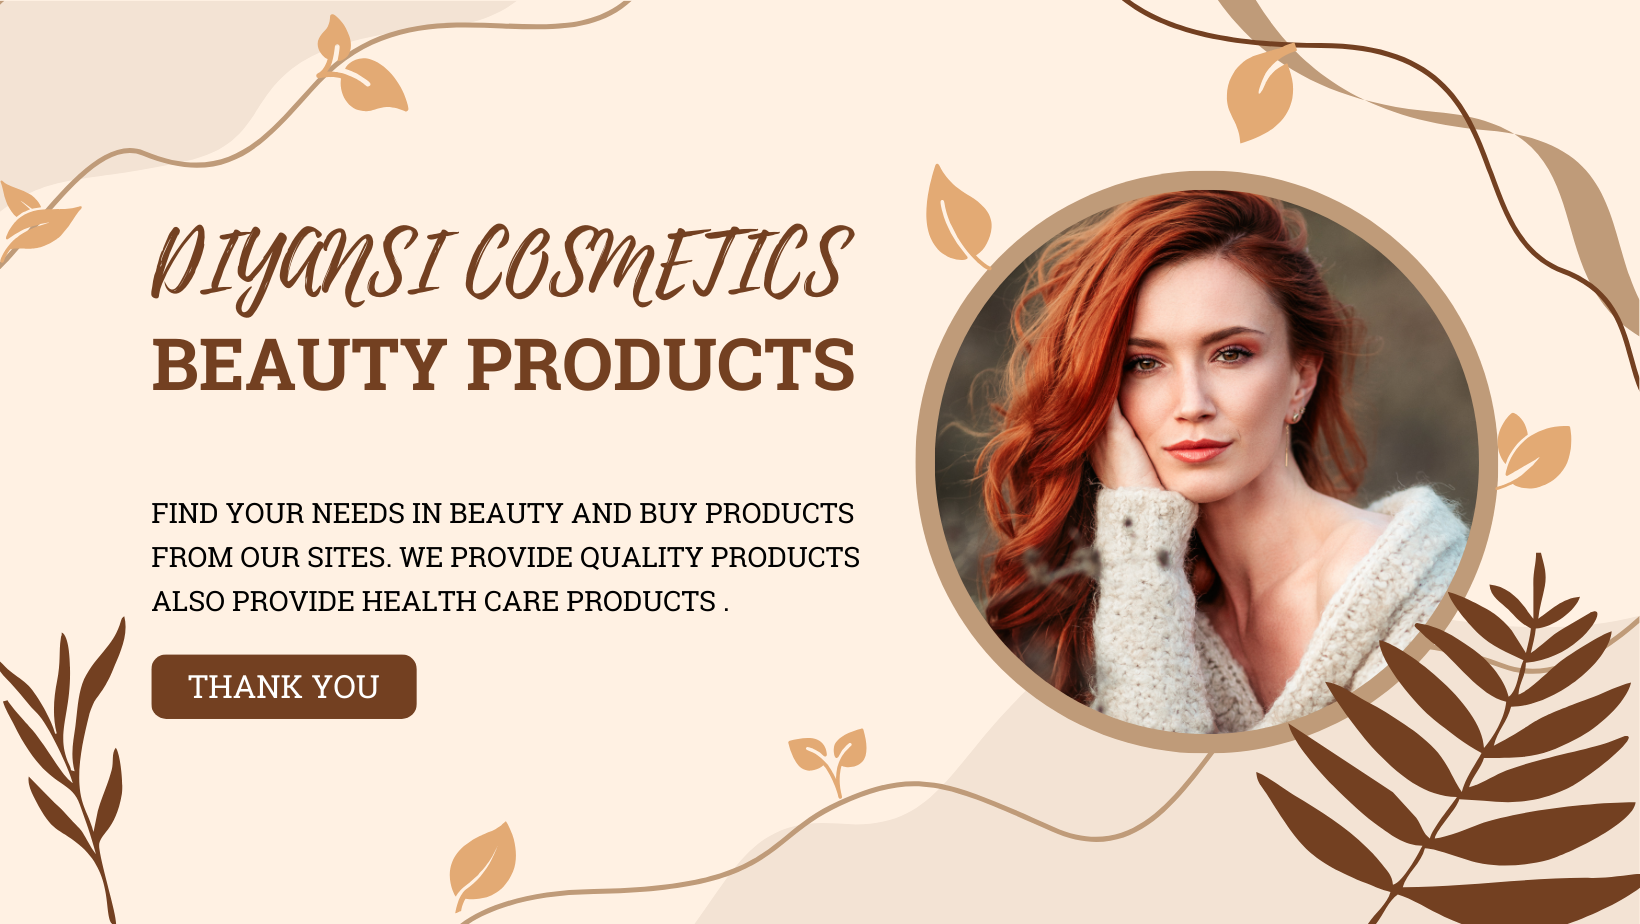 DIYANSI COSMETICS
BEAUTY PRODUCTS
FIND YOUR NEEDS IN BEAUTY AND BUY PRODUCTS
FROM OUR SITES. WE PROVIDE QUALITY PRODUCTS
ALSO PROVIDE HEALTH CARE PRODUCTS .
THANK YOU